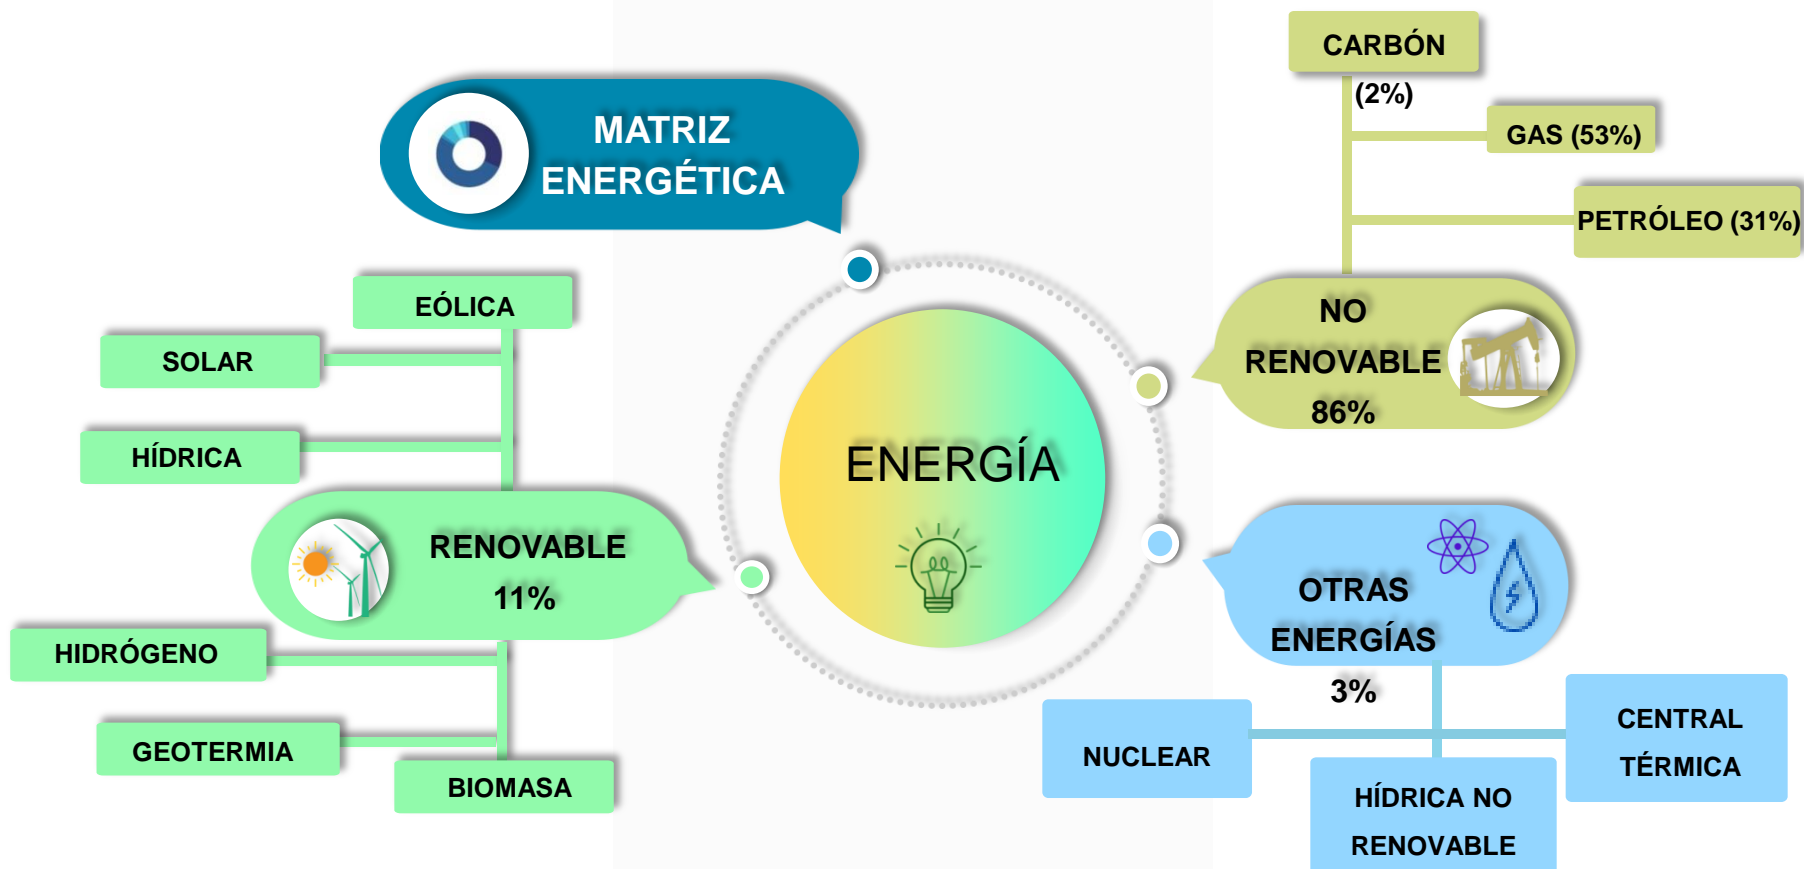 MATRIZ
ENERGÉTICA
CARBÓN
(2%)
GAS (53%)
PETRÓLEO (31%)
NO
RENOVABLE
86%
EÓLICA
SOLAR
HÍDRICA
RENOVABLE
11%
HIDRÓGENO
GEOTERMIA
BIOMASA
ENERGÍA
OTRAS
ENERGÍAS
3%
NUCLEAR
HÍDRICA NO
RENOVABLE
CENTRAL
TÉRMICA